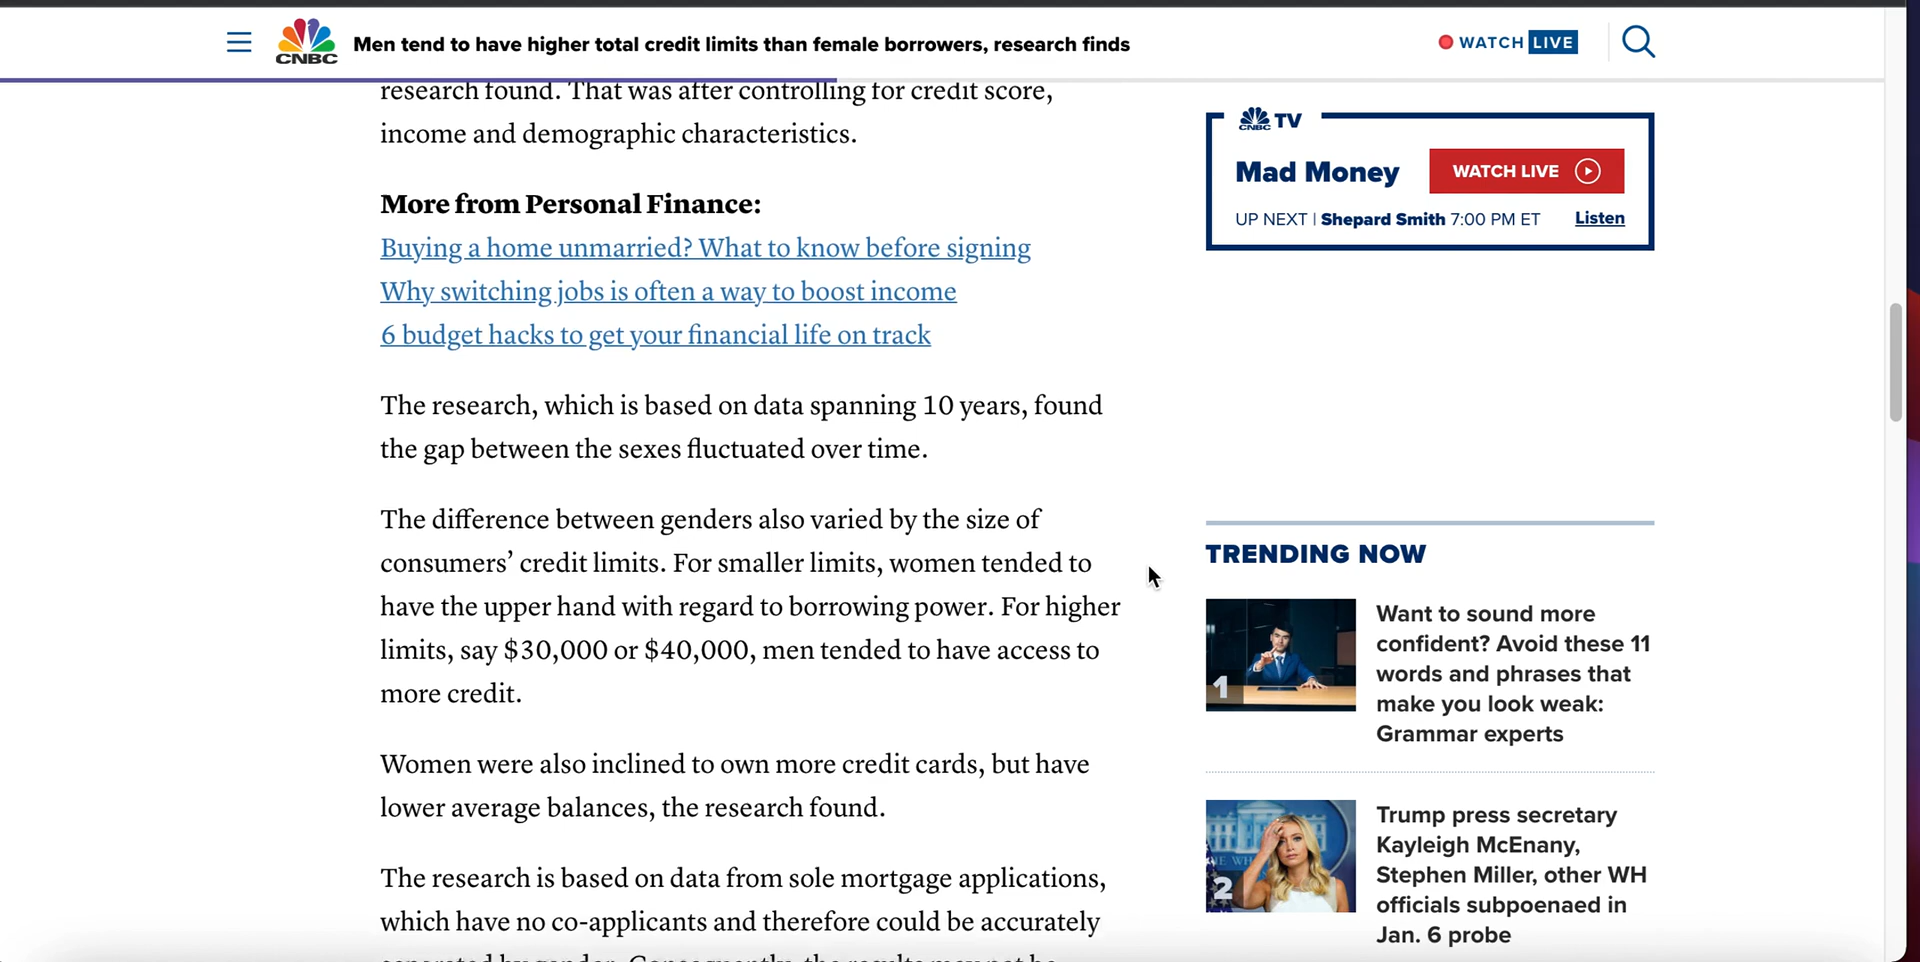 CNBC
Men tend to have higher total credit limits than female borrowers, research finds
WATCH LIVE
research found. That was after controlling for credit score,
income and demographic characteristics.
More from Personal Finance:
Buying a home unmarried? What to know before signing
Why switching jobs is often a way to boost income
6 budget hacks to get your financial life on track
The research, which is based on data spanning 10 years, found
the gap between the sexes fluctuated over time.
The difference between genders also varied by the size of
consumers’ credit limits. For smaller limits, women tended to
have the upper hand with regard to borrowing power. For higher
limits, say $30,000 or $40,000, men tended to have access to
more credit.
Women were also inclined to own more credit cards, but have
lower average balances, the research found.
The research is based on data from sole mortgage applications,
which have no co-applicants and therefore could be accurately
separated by gender. Consequently, the results may not be
CNBC TV
Mad Money
WATCH LIVE
UP NEXT | Shepard Smith 7:00 PM ET
Listen
TRENDING NOW
1
Want to sound more
confident? Avoid these 11
words and phrases that
make you look weak:
Grammar experts
2
Trump press secretary
Kayleigh McEnany,
Stephen Miller, other WH
officials subpoenaed in
Jan. 6 probe